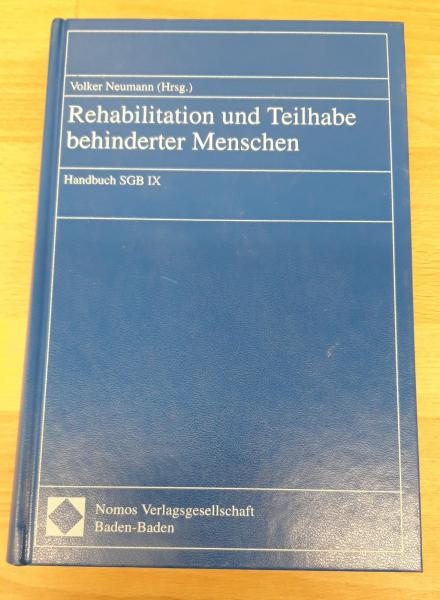 Volker Neumann (Hrsg.)
Rehabilitation und Teilhabe
behinderter Menschen
Handbuch SGB IX
Nomos Verlagsgesellschaft
Baden-Baden